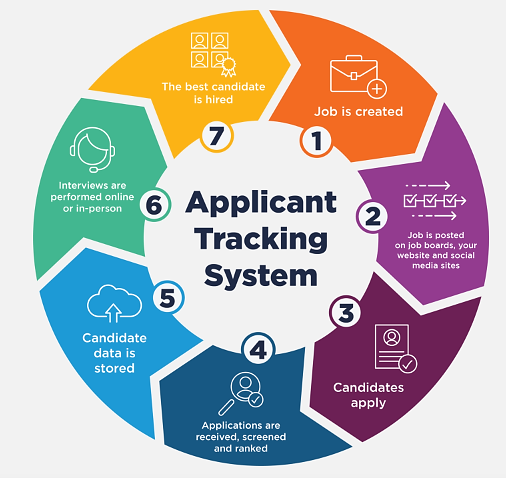 Applicant
Tracking
System
1
Job is created
2
Job is posted
on job boards, your
website and social
media sites
3
Candidates
apply
4
Applications are
received, screened
and ranked
5
Candidate
data is
stored
6
Interviews are
performed online
or in-person
7
The best candidate
is hired